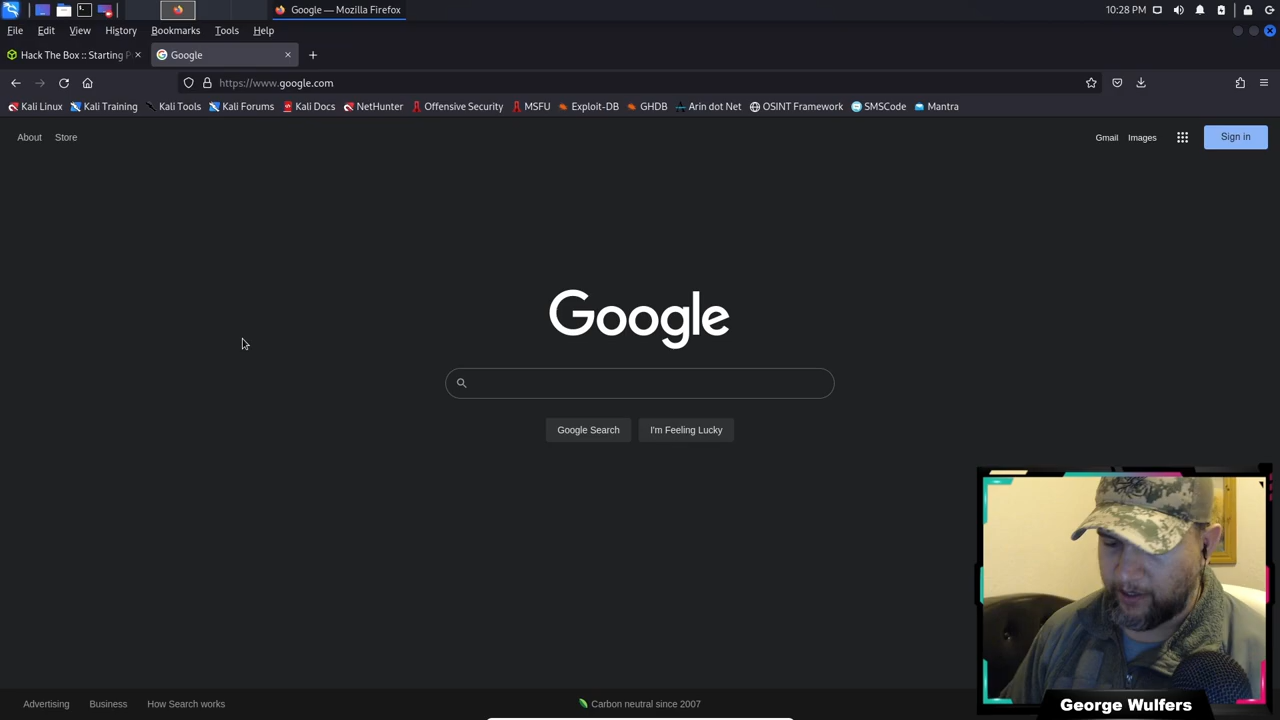 Google — Mozilla Firefox
10:28 PM
File Edit View History Bookmarks Tools Help
Hack The Box :: Starting P
Google
https://www.google.com
Kali Linux Kali Training Kali Tools Kali Forums Kali Docs NetHunter Offensive Security MSFU Exploit-DB GHDB Arin dot Net OSINT Framework SMSCode Mantra
About Store
Gmail Images Sign in
Google
Google Search I'm Feeling Lucky
Advertising Business How Search works
Carbon neutral since 2007
George Wulfers